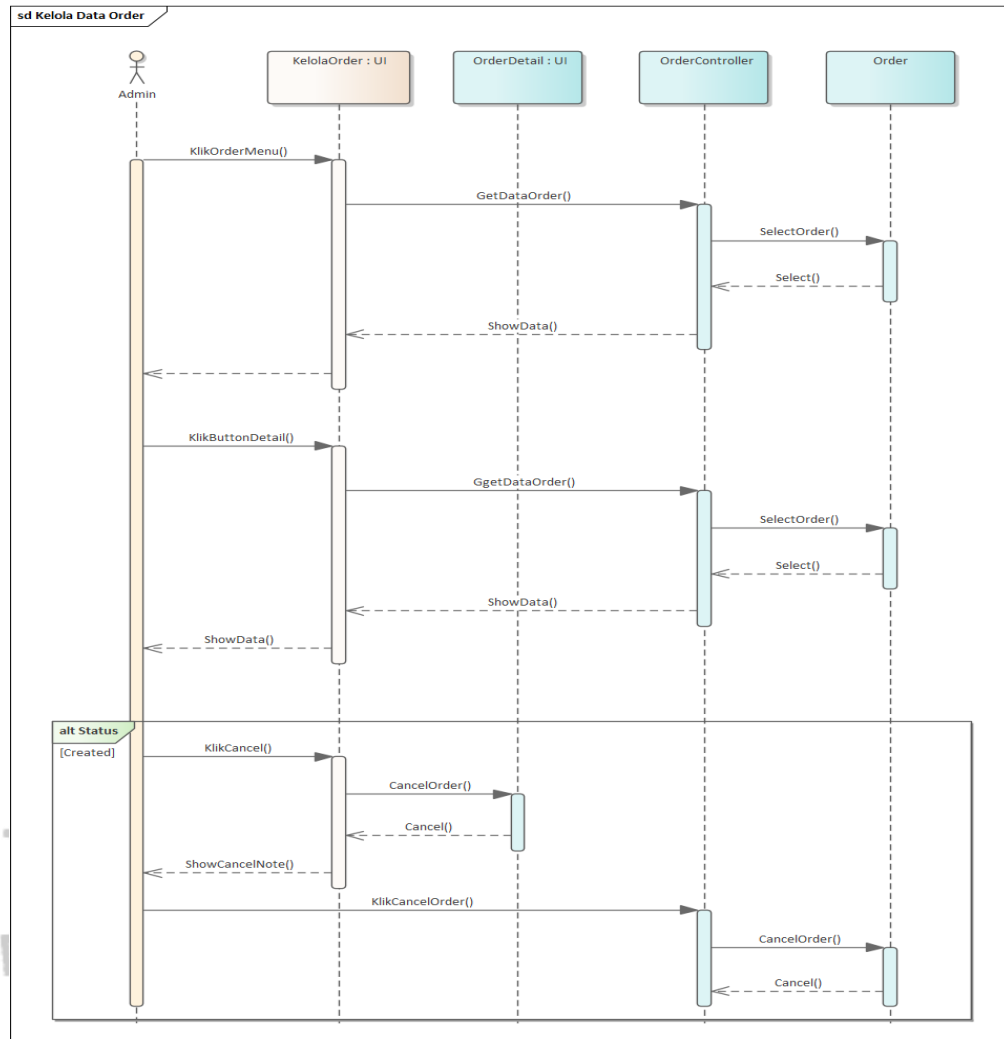 sd Kelola Data Order
KelolaOrder : UI
OrderDetail : UI
OrderController
Order
Admin
KlikOrderMenu()
GetDataOrder()
SelectOrder()
Select()
ShowData()
KlikButtonDetail()
GgetDataOrder()
SelectOrder()
Select()
ShowData()
ShowData()
alt Status
[Created]
KlikCancel()
CancelOrder()
Cancel()
ShowCancelNote()
KlikCancelOrder()
CancelOrder()
Cancel()